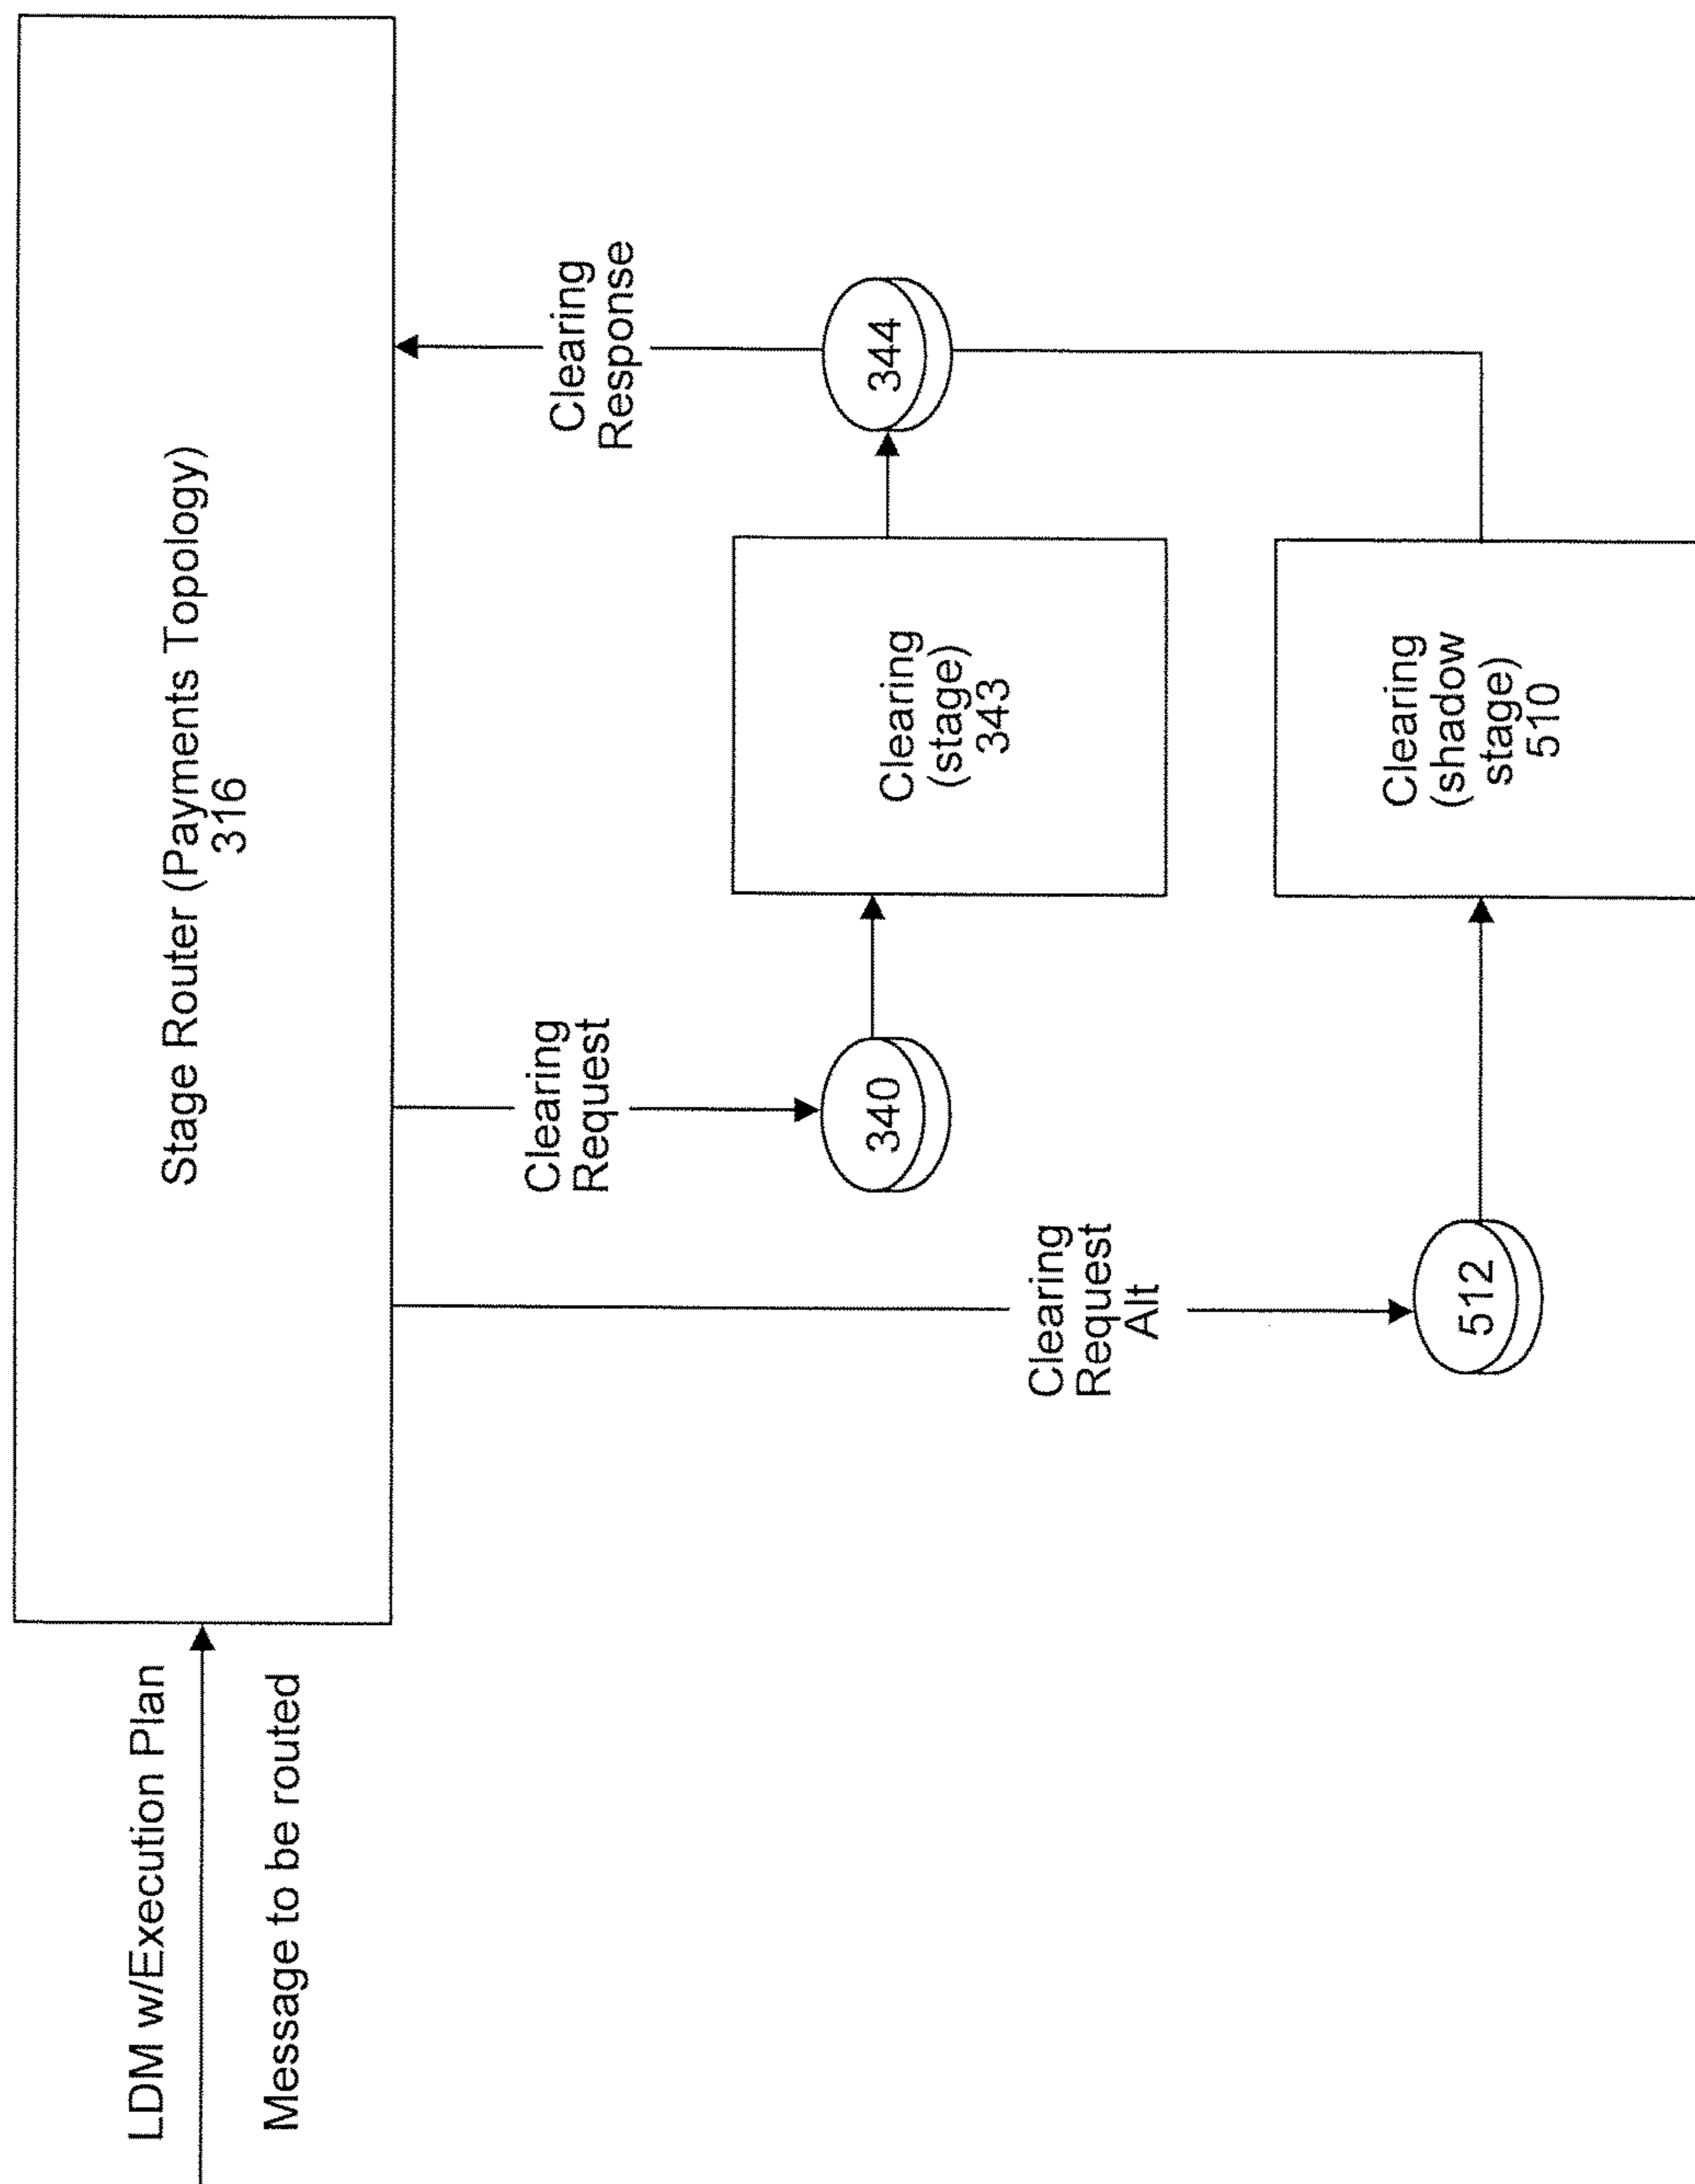 LDM w/Execution Plan
Message to be routed
Stage Router (Payments Topology)
316
Clearing
Request
Clearing
Response
340
Clearing
(stage)
343
344
Clearing
Request
Alt
512
Clearing
(shadow
stage)
510